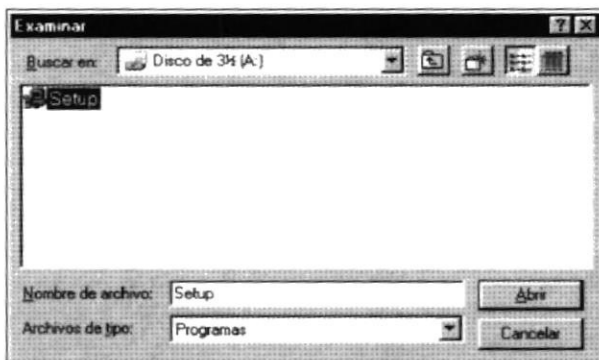 Examinar
Buscar en: Disco de 3½ (A:)
Setup
Nombre de archivo: Setup Abrir
Archivos de tipo: Programas Cancelar